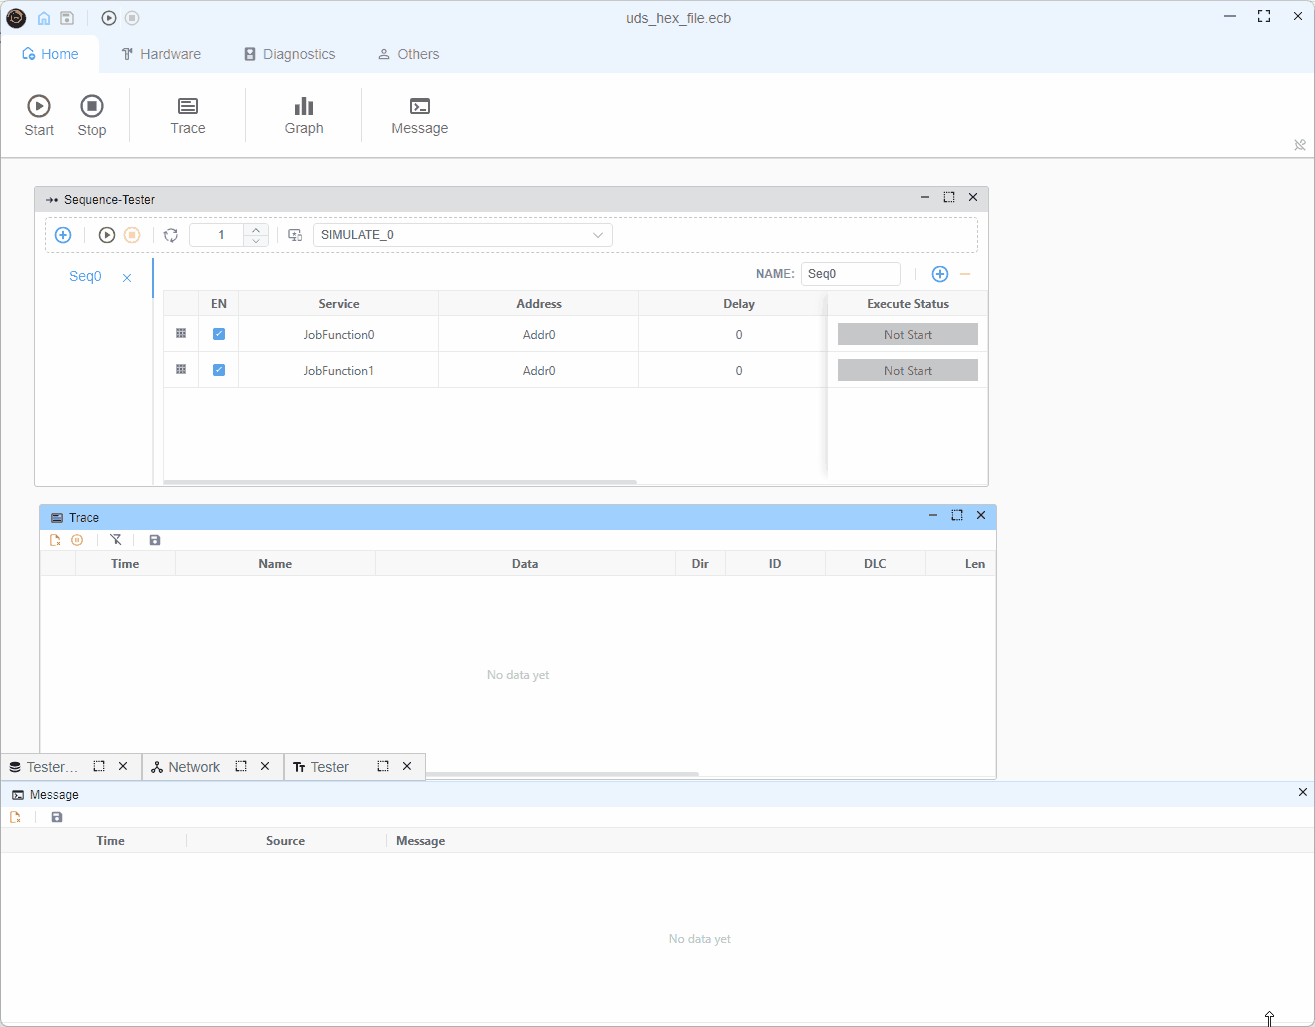 uds_hex_file.ecb
Home Hardware Diagnostics Others
Start Stop Trace Graph Message
Sequence-Tester
1 SIMULATE_0
Seq0 NAME: Seq0
EN Service Address Delay Execute Status
JobFunction0 Addr0 0 Not Start
JobFunction1 Addr0 0 Not Start
Trace
Time Name Data Dir ID DLC Len
No data yet
Tester... Network Tester
Message
Time Source Message
No data yet